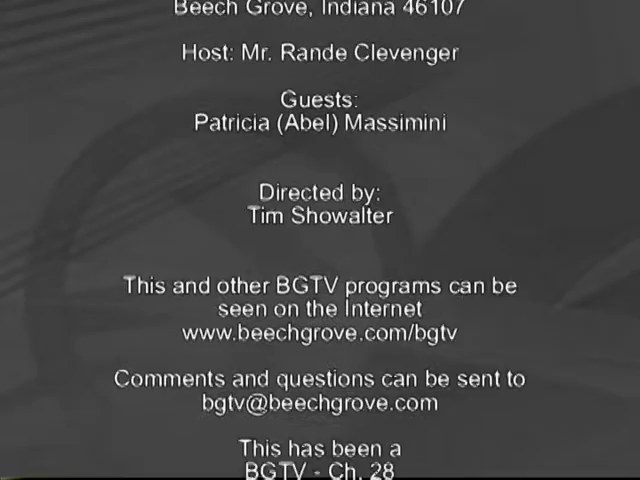 Beech Grove, Indiana 46107
Host: Mr. Rande Clevenger
Guests:
Patricia (Abel) Massimini
Directed by:
Tim Showalter
This and other BGTV programs can be
seen on the Internet
www.beechgrove.com/bgtv
Comments and questions can be sent to
bgtv@beechgrove.com
This has been a
BGTV - Ch. 28